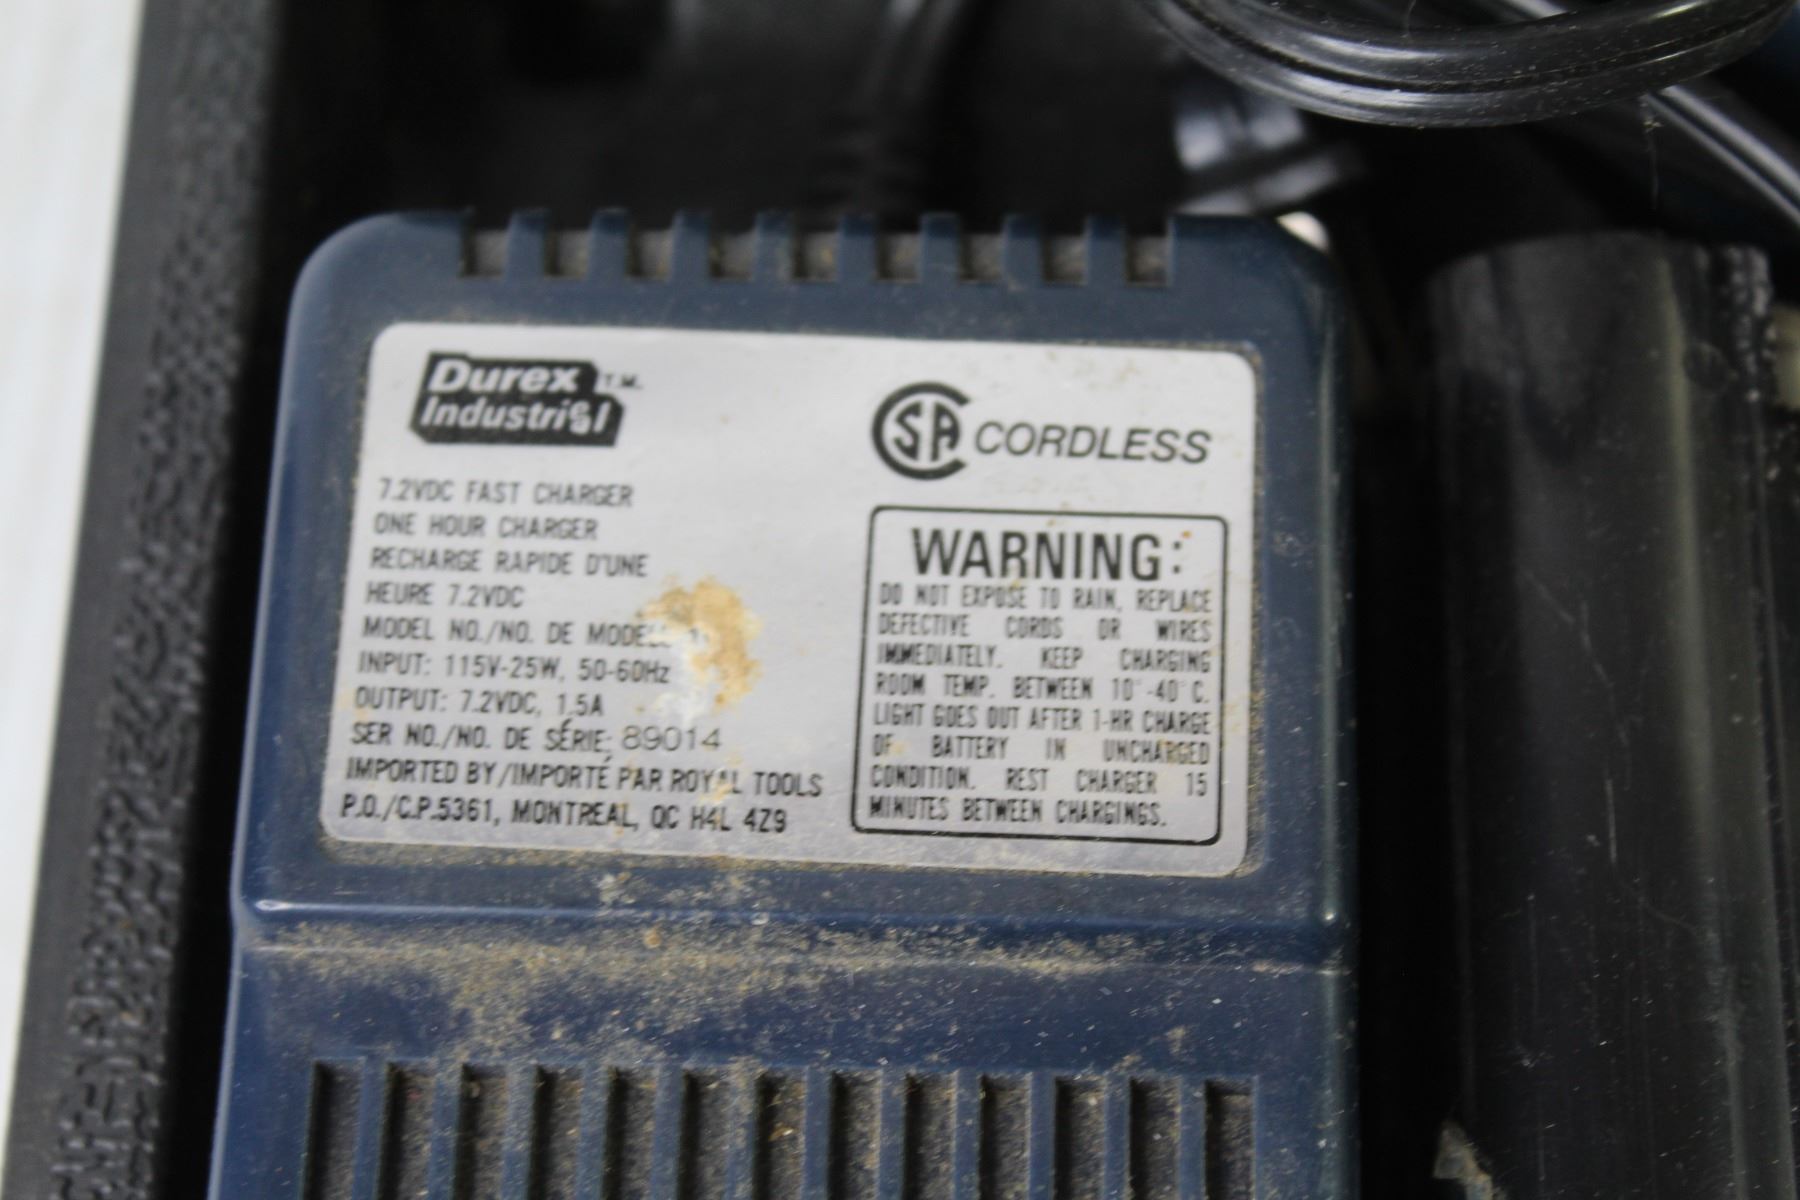 Durex T.M.
Industrieal
CSA CORDLESS
7.2VDC FAST CHARGER
ONE HOUR CHARGER
RECHARGE RAPIDE D'UNE
HEURE 7.2VDC
MODEL NO./NO. DE
INPUT: 115V-25W, 50-60Hz
OUTPUT: 7.2VDC, 1.5A
SER NO./NO. DE SÉRIE: 89014
IMPORTED BY/IMPORTÉ PAR ROYAL TOOLS
P.O./C.P.5361, MONTREAL, QC H4L 4Z9
WARNING:
DO NOT EXPOSE TO RAIN, REPLACE
DEFECTIVE CORDS OR WIRES
IMMEDIATELY. KEEP CHARGING
ROOM TEMP. BETWEEN 10°-40°C.
LIGHT GOES OUT AFTER 1-HR CHARGE
OF BATTERY IN UNCHARGED
CONDITION. REST CHARGER 15
MINUTES BETWEEN CHARGINGS.